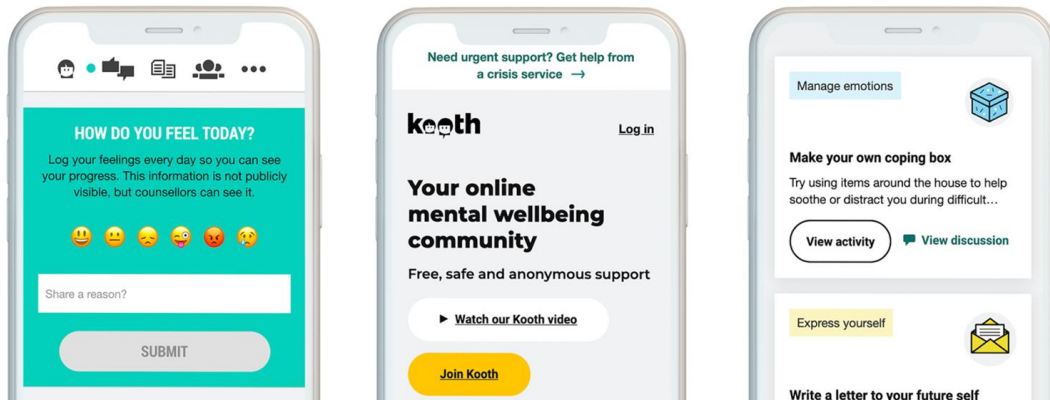 HOW DO YOU FEEL TODAY?
Log your feelings every day so you can see
your progress. This information is not publicly
visible, but counsellors can see it.
Share a reason?
SUBMIT
Need urgent support? Get help from
a crisis service →
kooth
Log in
Your online
mental wellbeing
community
Free, safe and anonymous support
Watch our Kooth video
Join Kooth
Manage emotions
Make your own coping box
Try using items around the house to help
soothe or distract you during difficult...
View activity
View discussion
Express yourself
Write a letter to your future self